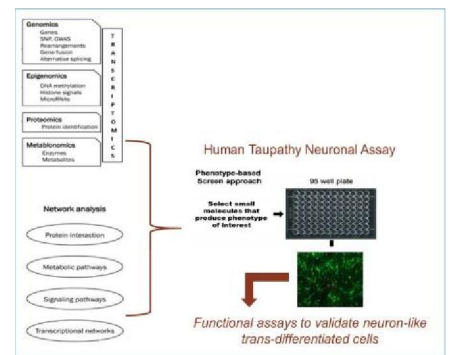 Genomics
Genes
SNP, GWAS
Rearrangements
Gene fusion
Alternative splicing
Epigenomics
DNA methylation
Histone signals
MicroRNAs
Proteomics
Protein identification
Metabolomics
Enzymes
Metabolites
TRANSCRIPTOMICS
Network analysis
Protein interaction
Metabolic pathways
Signaling pathways
Transcriptional networks
Human Taupathy Neuronal Assay
Phenotype-based
Screen approach
96 well plate
Select small
molecules that
produce phenotype
of interest
Functional assays to validate neuron-like
trans-differentiated cells